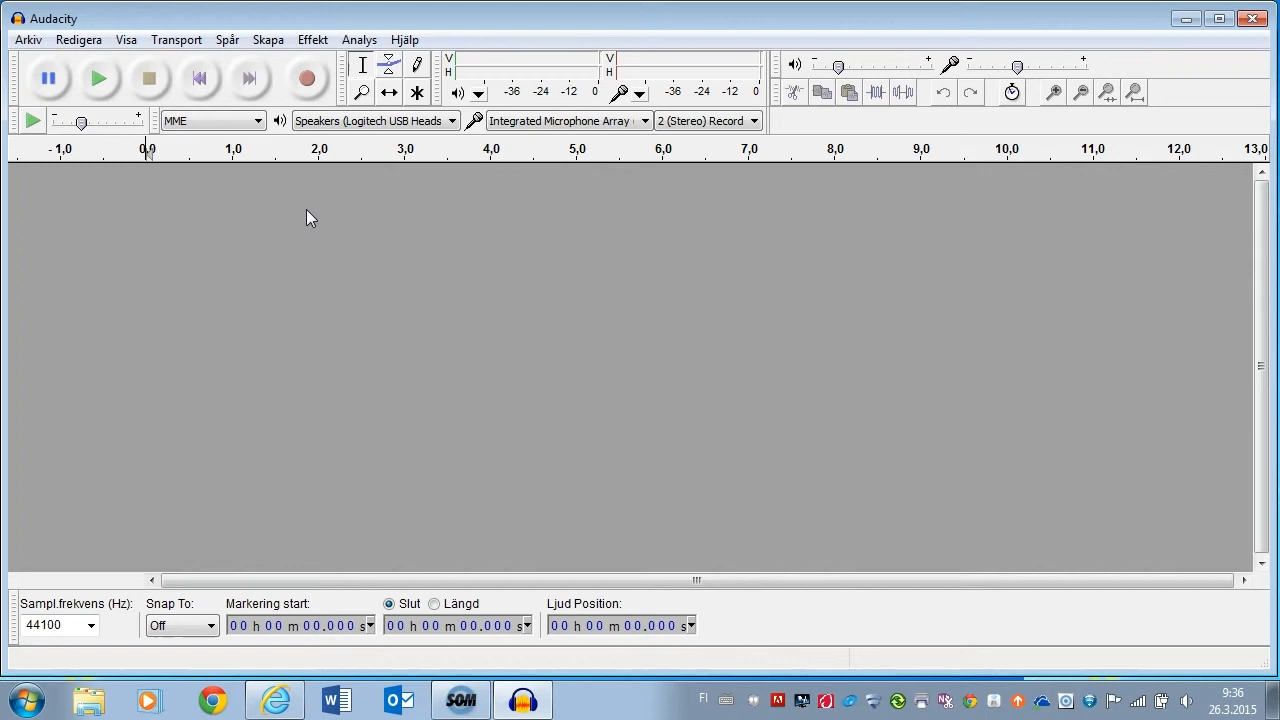 Audacity
Arkiv Redigera Visa Transport Spår Skapa Effekt Analys Hjälp
V
H
-36 -24 -12 0
V
H
-36 -24 -12 0
MME
Speakers (Logitech USB Heads
Integrated Microphone Array
2 (Stereo) Record
- 1,0 0,0 1,0 2,0 3,0 4,0 5,0 6,0 7,0 8,0 9,0 10,0 11,0 12,0 13,0
Sampl.frekvens (Hz): Snap To: Markering start: Slut Längd Ljud Position:
44100 Off 00 h 00 m 00.000 s 00 h 00 m 00.000 s 00 h 00 m 00.000 s
SOM
FI
9:36
26.3.2015